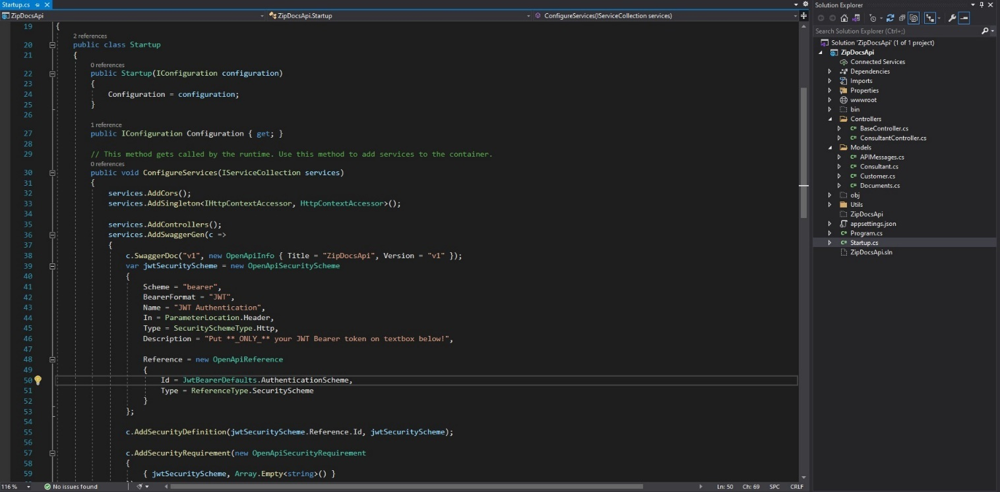 Startup.cs
ZipDocsApi
ZipDocsApi.Startup
ConfigureServices(IServiceCollection services)
19 {
2 references
20 public class Startup
21 {
0 references
22 public Startup(IConfiguration configuration)
23 {
24 Configuration = configuration;
25 }
26
1 reference
27 public IConfiguration Configuration { get; }
28
29 // This method gets called by the runtime. Use this method to add services to the container.
0 references
30 public void ConfigureServices(IServiceCollection services)
31 {
32 services.AddCors();
33 services.AddSingleton<IHttpContextAccessor, HttpContextAccessor>();
34
35 services.AddControllers();
36 services.AddSwaggerGen(c =>
37 {
38 c.SwaggerDoc("v1", new OpenApiInfo { Title = "ZipDocsApi", Version = "v1" });
39 var jwtSecurityScheme = new OpenApiSecurityScheme
40 {
41 Scheme = "bearer",
42 BearerFormat = "JWT",
43 Name = "JWT Authentication",
44 In = ParameterLocation.Header,
45 Type = SecuritySchemeType.Http,
46 Description = "Put **_ONLY_** your JWT Bearer token on textbox below!",
47
48 Reference = new OpenApiReference
49 {
50 Id = JwtBearerDefaults.AuthenticationScheme,
51 Type = ReferenceType.SecurityScheme
52 }
53 };
54
55 c.AddSecurityDefinition(jwtSecurityScheme.Reference.Id, jwtSecurityScheme);
56
57 c.AddSecurityRequirement(new OpenApiSecurityRequirement
58 {
59 { jwtSecurityScheme, Array.Empty<string>() }
116 %
No issues found
Ln: 50 Ch: 69 SPC CRLF
Solution Explorer
Search Solution Explorer (Ctrl+;)
Solution 'ZipDocsApi' (1 of 1 project)
ZipDocsApi
Connected Services
Dependencies
Imports
Properties
wwwroot
bin
Controllers
C# BaseController.cs
C# ConsultantController.cs
Models
C# APIMessages.cs
C# Consultant.cs
C# Customer.cs
C# Documents.cs
obj
Utils
ZipDocsApi
appsettings.json
C# Program.cs
C# Startup.cs
ZipDocsApi.sln